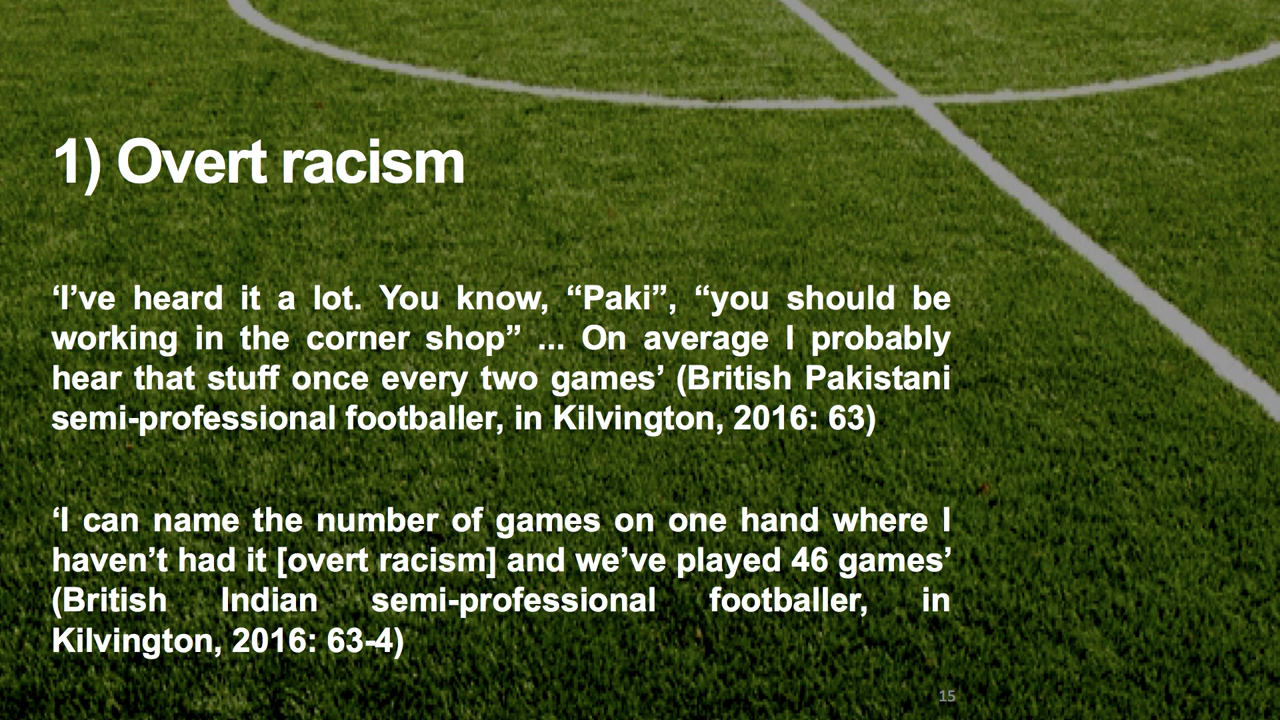 1) Overt racism
‘I’ve heard it a lot. You know, “Paki”, “you should be
working in the corner shop” ... On average I probably
hear that stuff once every two games’ (British Pakistani
semi-professional footballer, in Kilvington, 2016: 63)
‘I can name the number of games on one hand where I
haven’t had it [overt racism] and we’ve played 46 games’
(British Indian semi-professional footballer, in
Kilvington, 2016: 63-4)
15